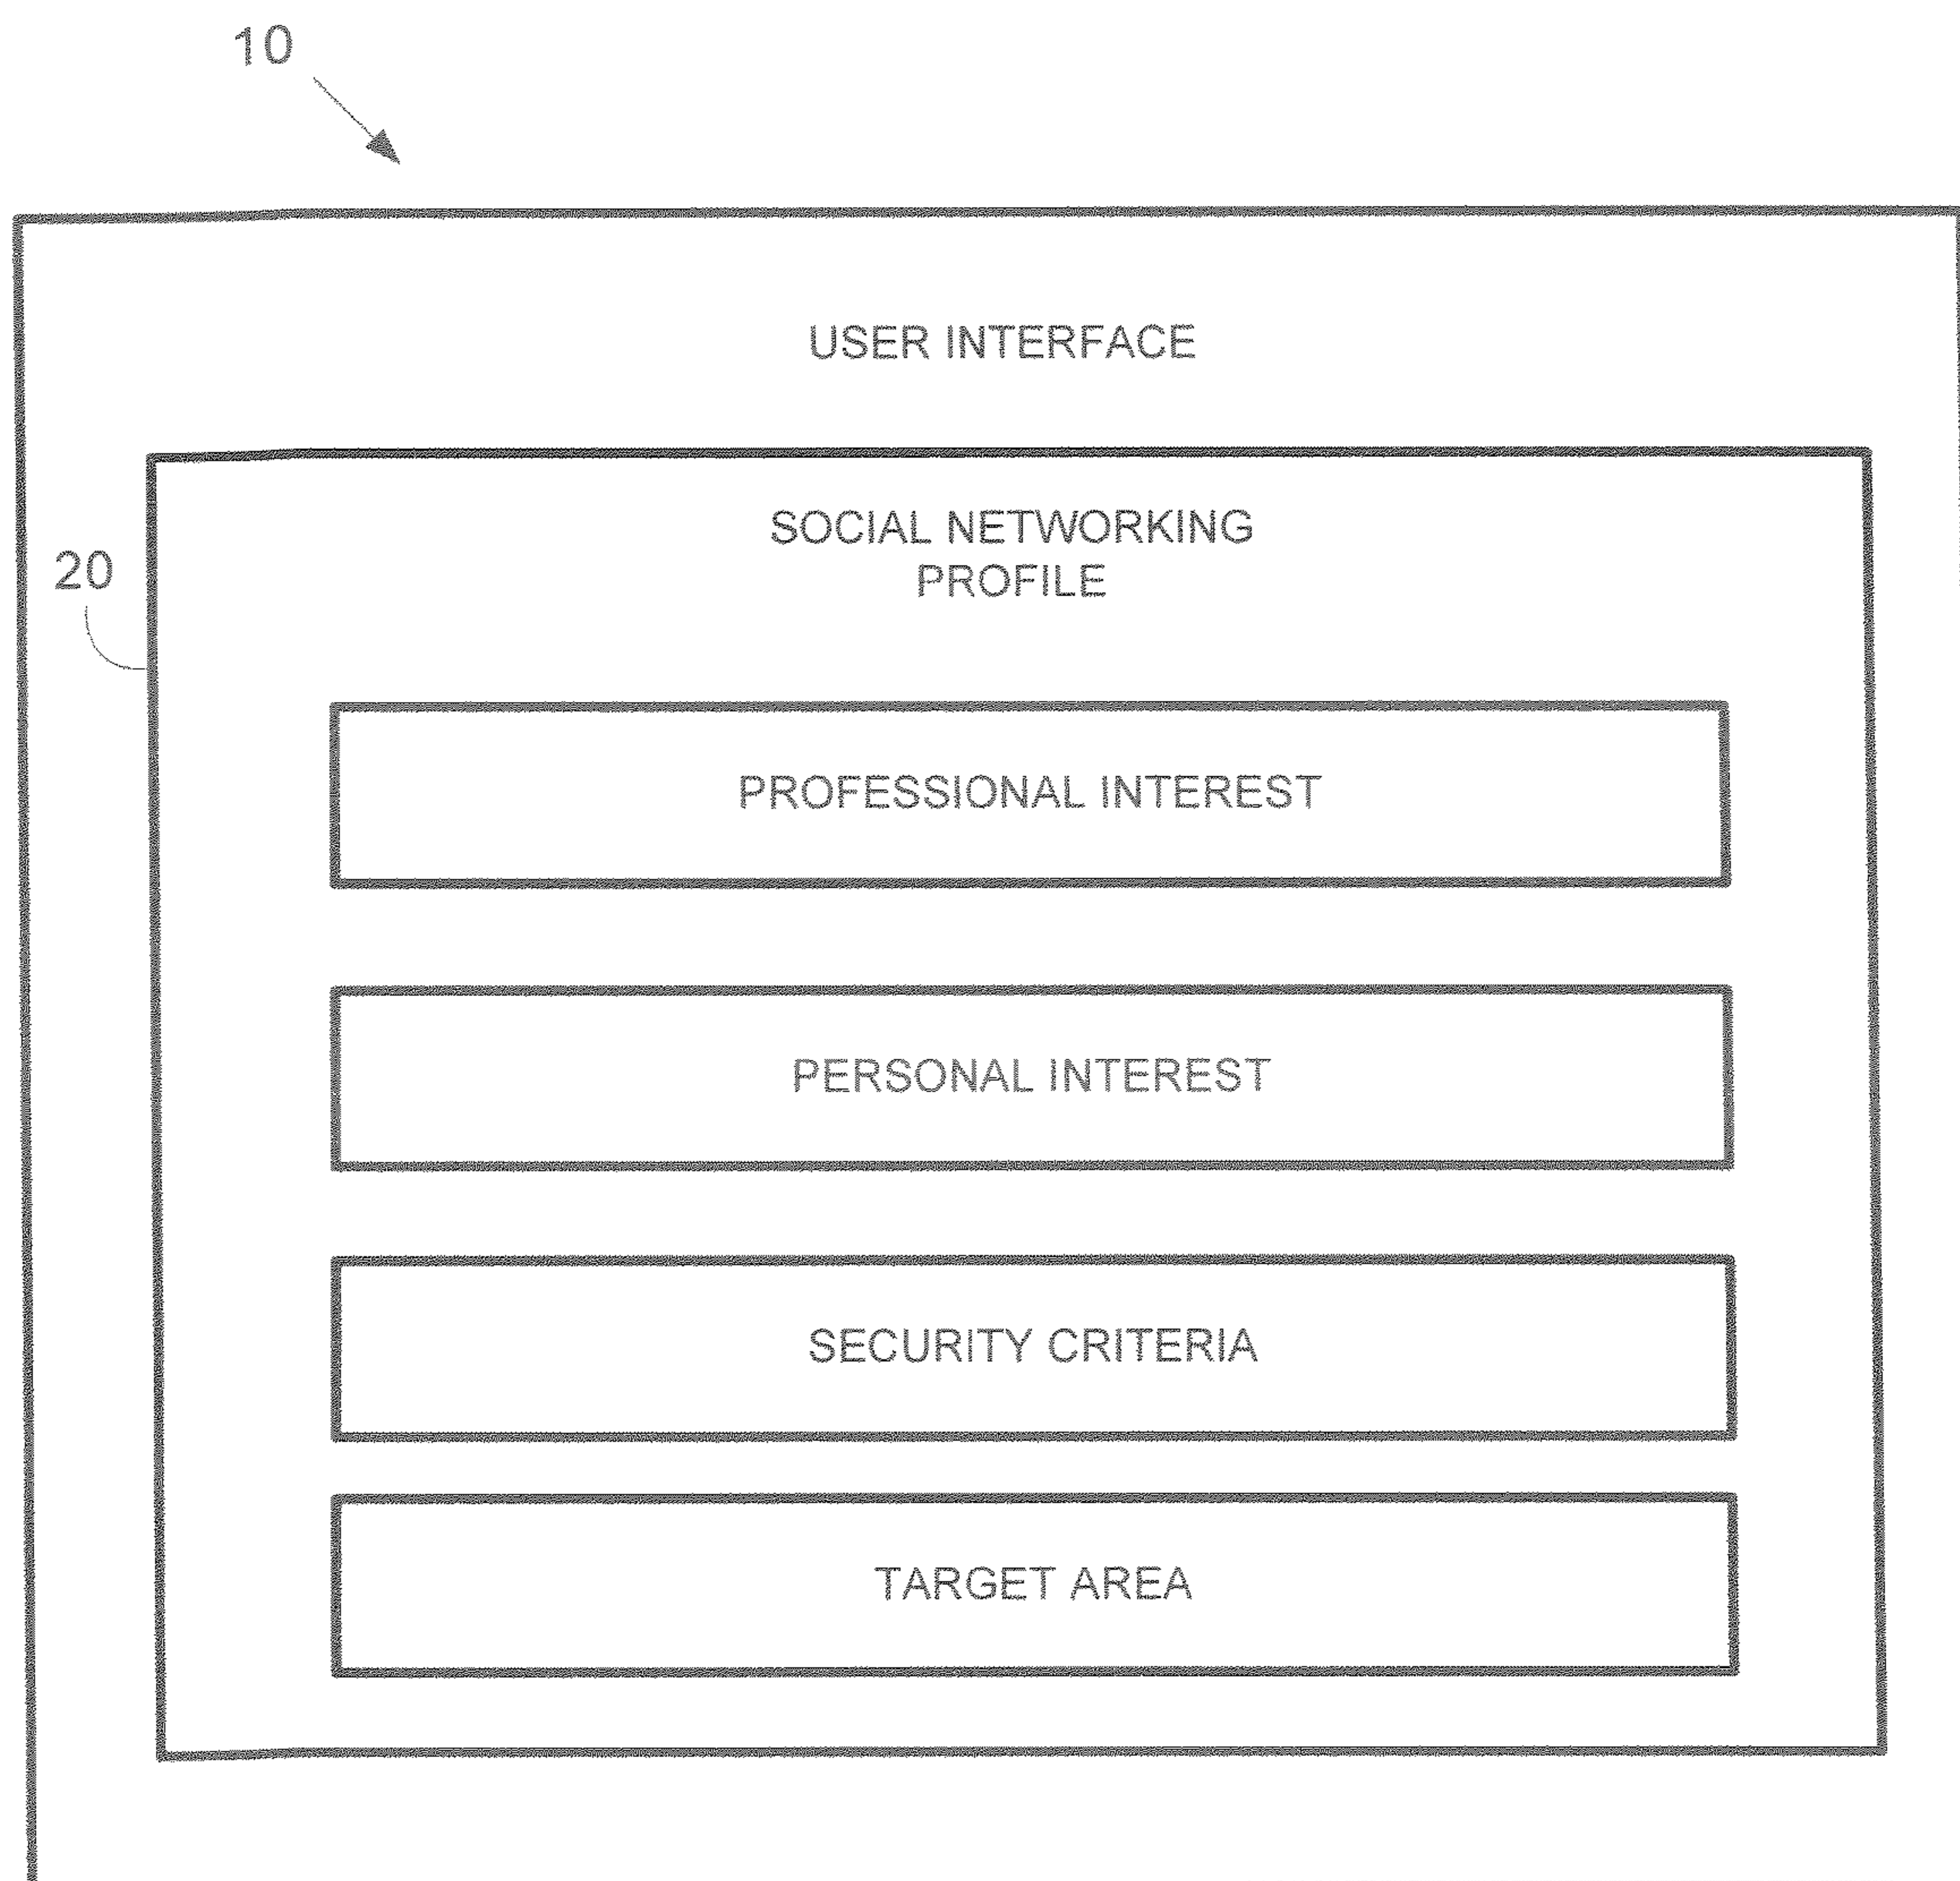 10
USER INTERFACE
SOCIAL NETWORKING
PROFILE
20
PROFESSIONAL INTEREST
PERSONAL INTEREST
SECURITY CRITERIA
TARGET AREA